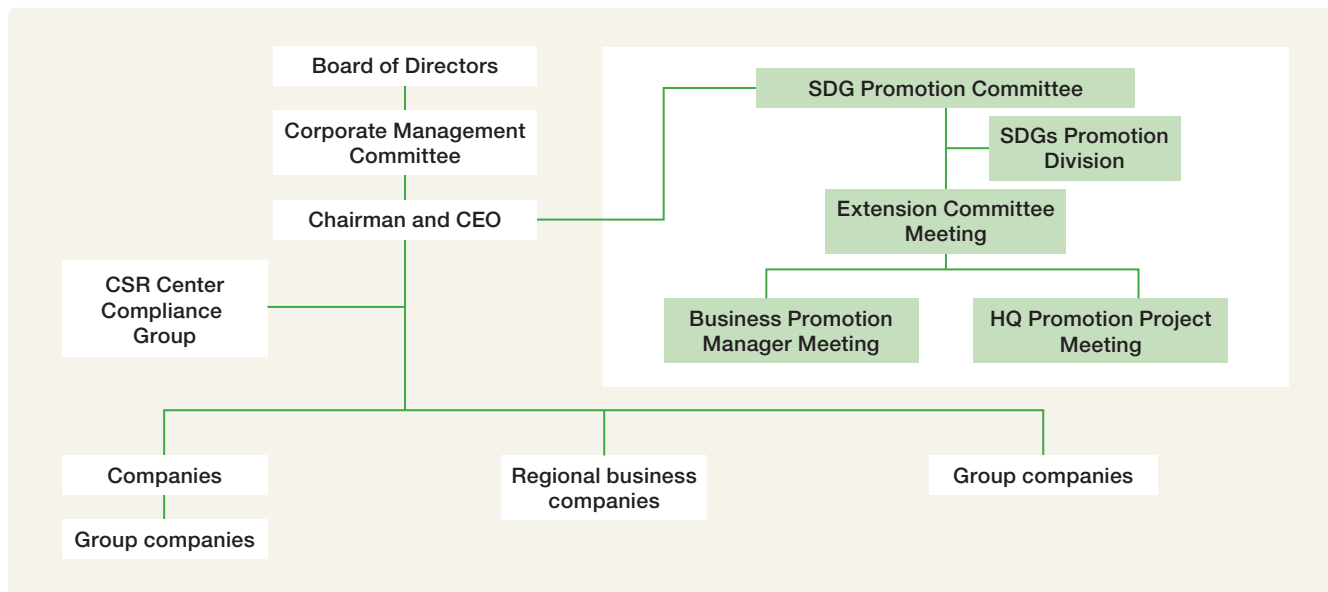 Board of Directors
Corporate Management
Committee
Chairman and CEO
CSR Center
Compliance
Group
SDG Promotion Committee
SDGs Promotion
Division
Extension Committee
Meeting
Business Promotion
Manager Meeting
HQ Promotion Project
Meeting
Companies
Group companies
Regional business
companies
Group companies